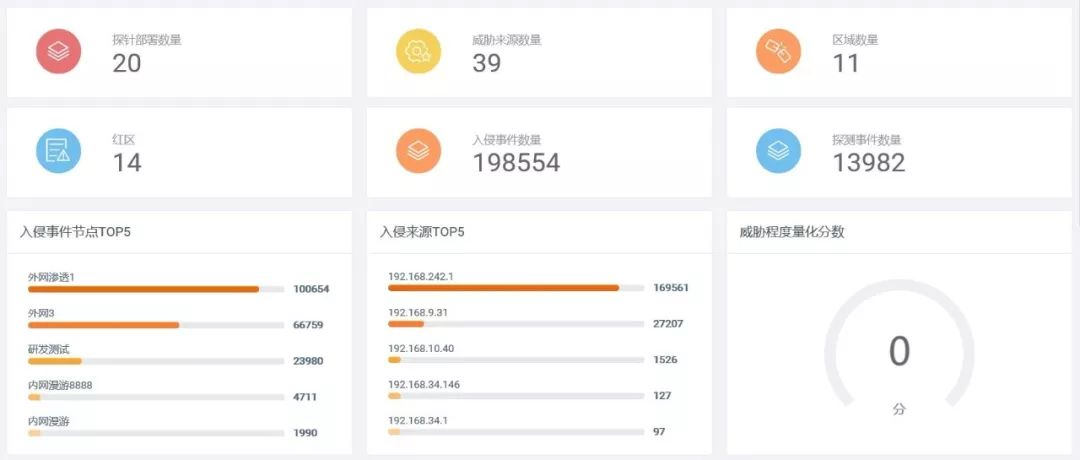 探针部署数量
20
威胁来源数量
39
区域数量
11
红区
14
入侵事件数量
198554
探测事件数量
13982
入侵事件节点TOP5
外网渗透1
100654
外网3
66759
研发测试
23980
内网漫游8888
4711
内网漫游
1990
入侵来源TOP5
192.168.242.1
169561
192.168.9.31
27207
192.168.10.40
1526
192.168.34.146
127
192.168.34.1
97
威胁程度量化分数
0
分